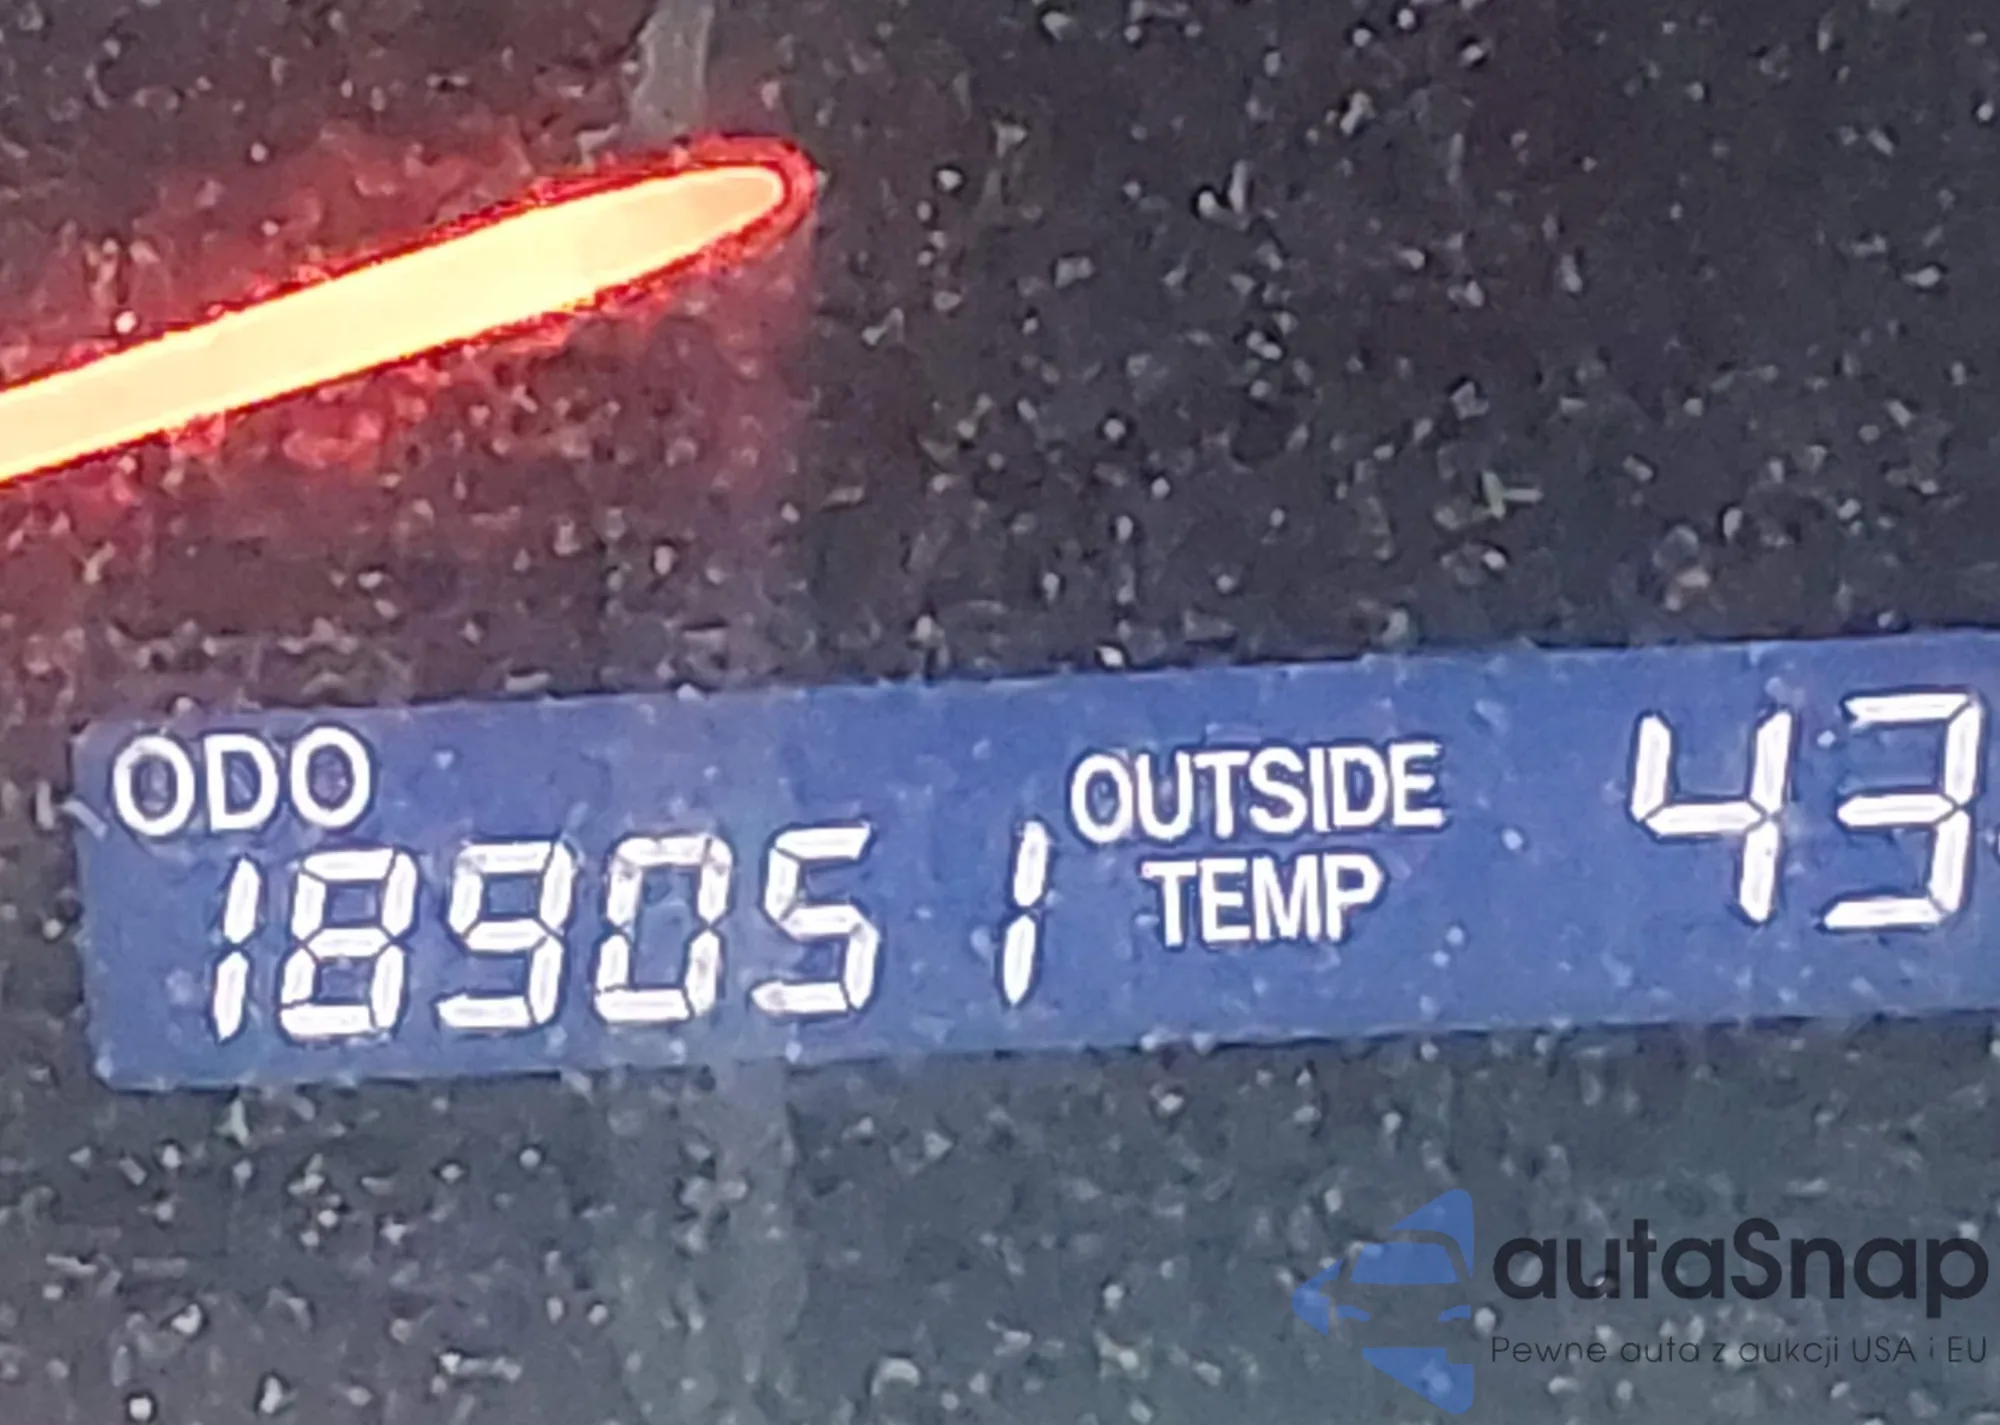 ODO
189051
OUTSIDE
TEMP
43
autaSnap
Pewne auta z aukcji USA i EU